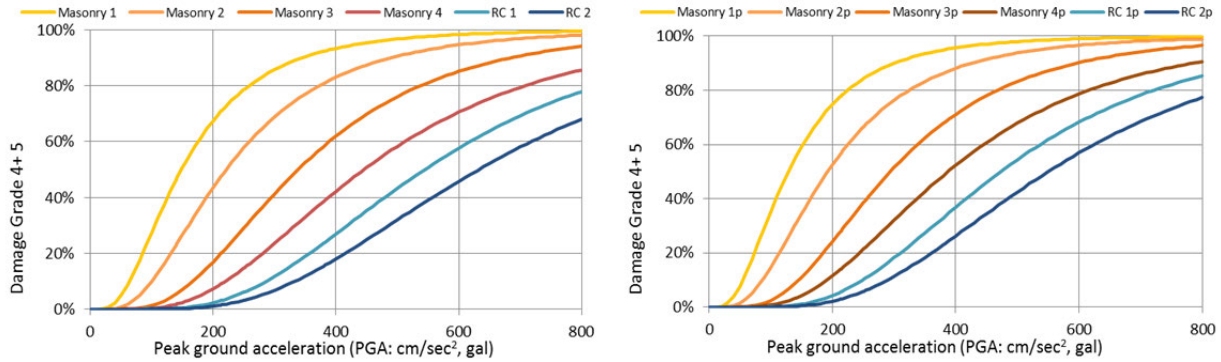 Masonry 1 Masonry 2 Masonry 3 Masonry 4 RC 1 RC 2
100%
80%
60%
40%
20%
0%
Damage Grade 4+ 5
0 200 400 600 800
Peak ground acceleration (PGA: cm/sec², gal)
Masonry 1p Masonry 2p Masonry 3p Masonry 4p RC 1p RC 2p
100%
80%
60%
40%
20%
0%
Damage Grade 4+ 5
0 200 400 600 800
Peak ground acceleration (PGA: cm/sec², gal)